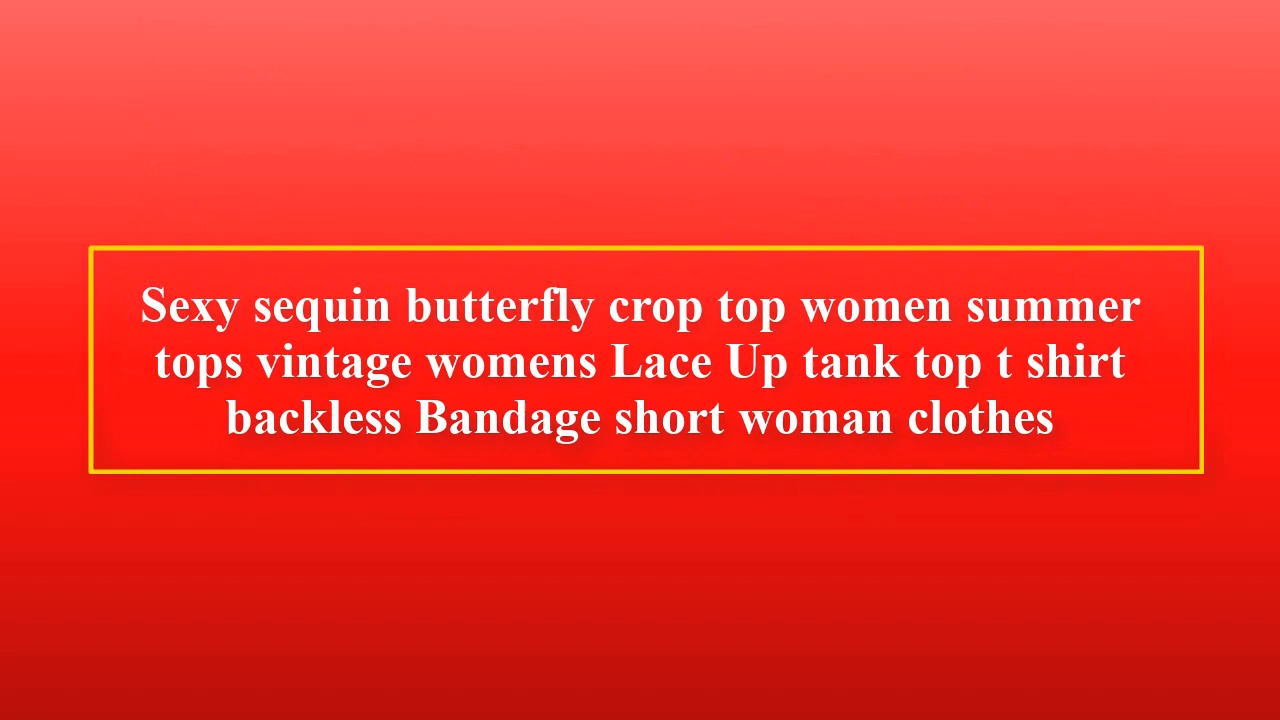 Sexy sequin butterfly crop top women summer
tops vintage womens Lace Up tank top t shirt
backless Bandage short woman clothes